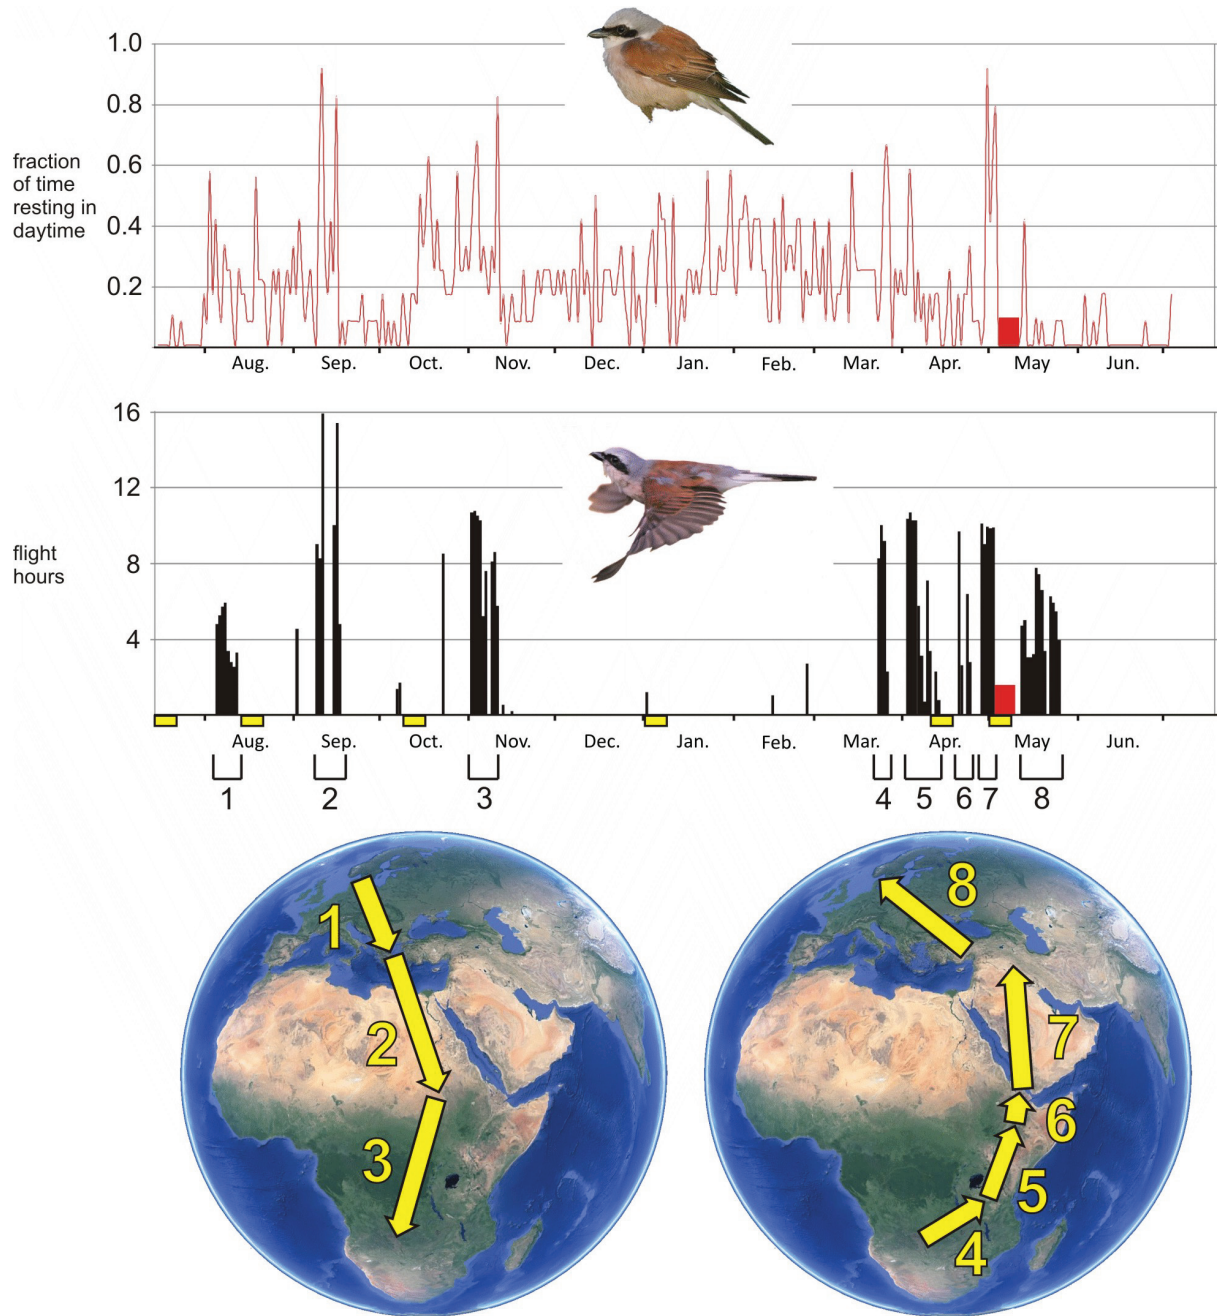 1.0
0.8
0.6
0.4
0.2
fraction
of time
resting in
daytime
Aug. Sep. Oct. Nov. Dec. Jan. Feb. Mar. Apr. May Jun.
16
12
8
4
flight
hours
Aug. Sep. Oct. Nov. Dec. Jan. Feb. Mar. Apr. May Jun.
1 2 3 4 5 6 7 8
1
2
3
8
7
6
5
4